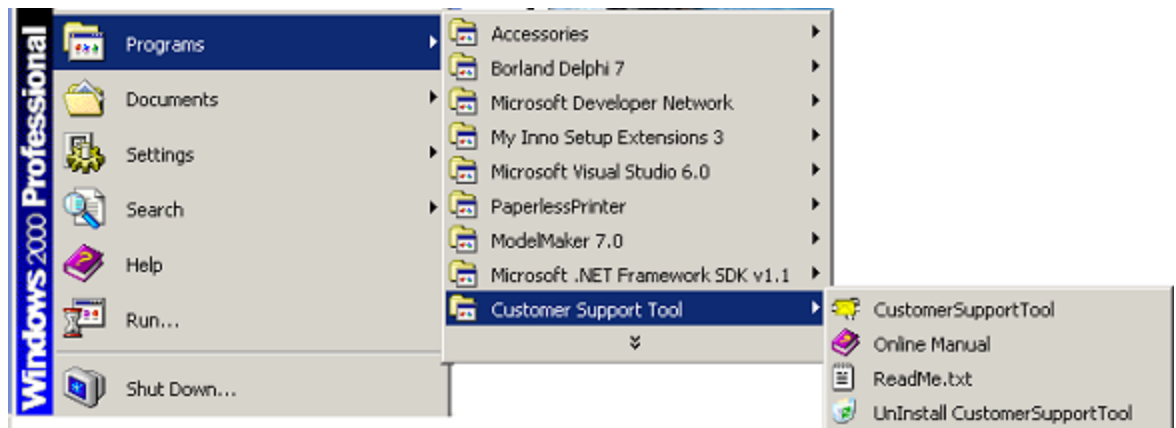 Windows 2000 Professional
Programs
Documents
Settings
Search
Help
Run...
Shut Down...
Accessories
Borland Delphi 7
Microsoft Developer Network
My Inno Setup Extensions 3
Microsoft Visual Studio 6.0
PaperlessPrinter
ModelMaker 7.0
Microsoft .NET Framework SDK v1.1
Customer Support Tool
CustomerSupportTool
Online Manual
ReadMe.txt
UnInstall CustomerSupportTool